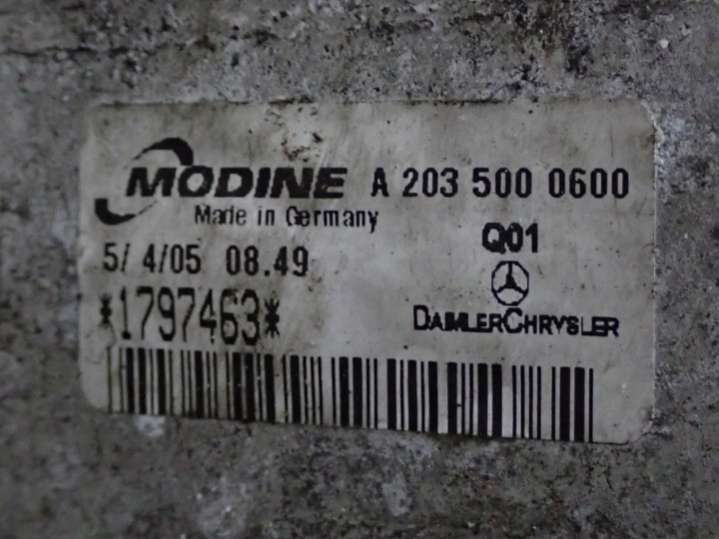 MODINE A 203 500 0600
Made in Germany
Q01
5/ 4/05 08.49
*1797463*
DAIMLERCHRYSLER